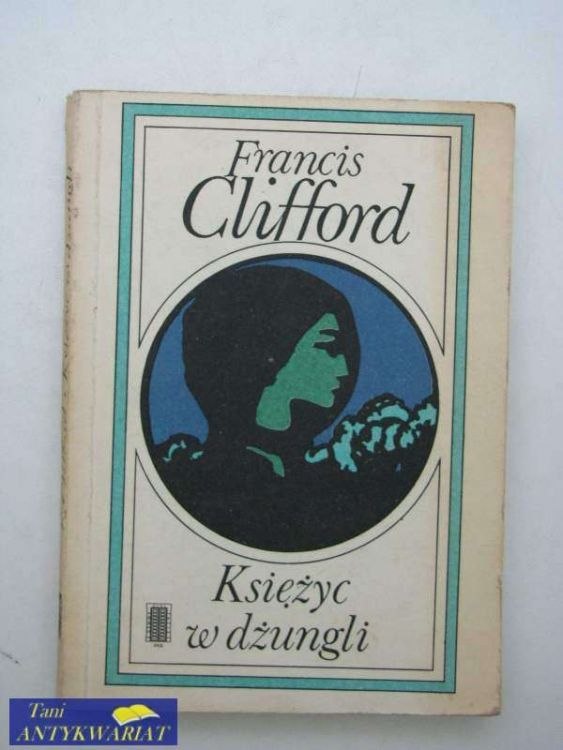 Francis
Clifford
Księżyc
w dżungli
Tani
ANTYKWARIAT